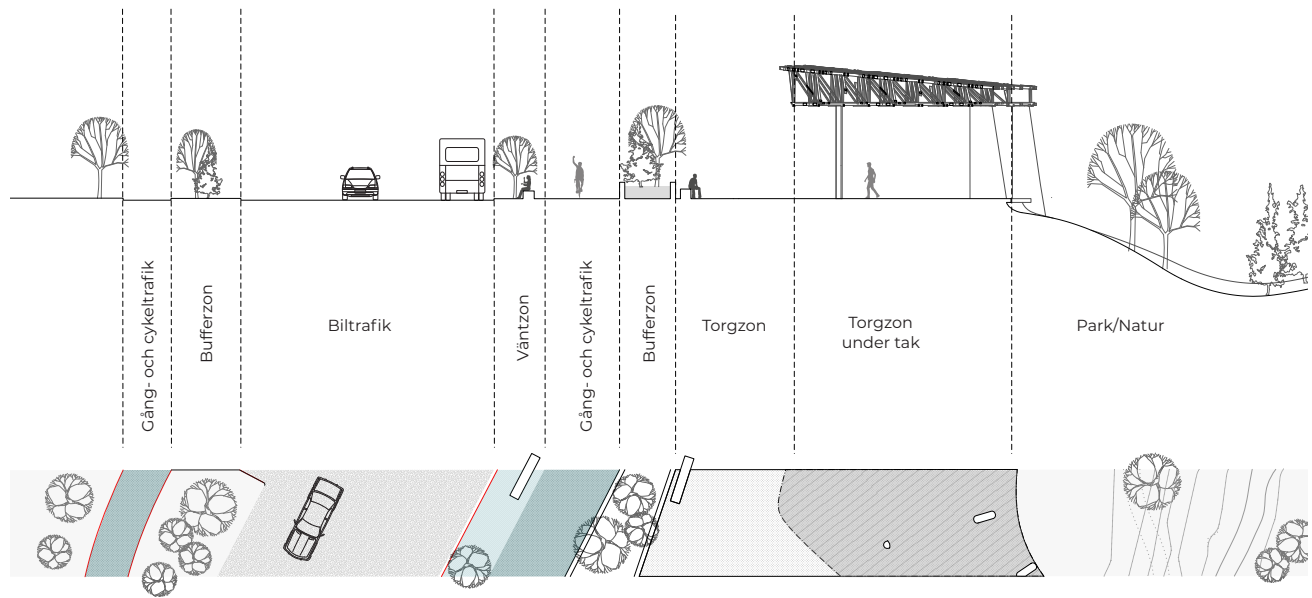 Gång- och cykeltrafik
Bufferzon
Biltrafik
Väntzon
Gång- och cykeltrafik
Bufferzon
Torgzon
Torgzon
under tak
Park/Natur